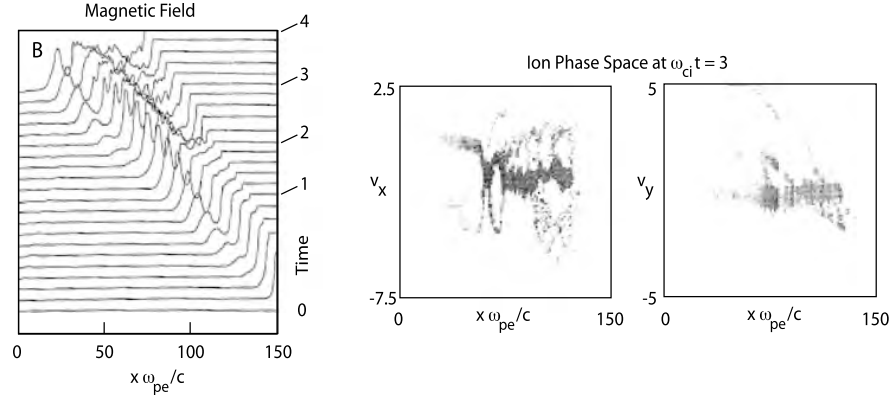 Magnetic Field
B
4
3
2
1
0
Time
0 50 100 150
x ω_pe/c
Ion Phase Space at ω_ci t = 3
2.5
v_x
-7.5
0 150
x ω_pe/c
5
v_y
-5
0 150
x ω_pe/c